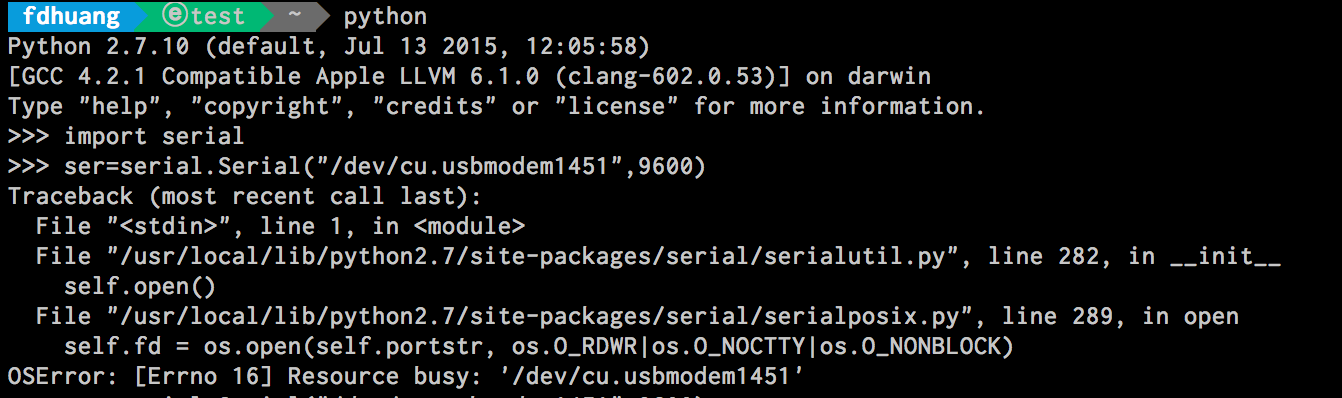 fdhuang ⓔtest ~ python
Python 2.7.10 (default, Jul 13 2015, 12:05:58)
[GCC 4.2.1 Compatible Apple LLVM 6.1.0 (clang-602.0.53)] on darwin
Type "help", "copyright", "credits" or "license" for more information.
>>> import serial
>>> ser=serial.Serial("/dev/cu.usbmodem1451",9600)
Traceback (most recent call last):
  File "<stdin>", line 1, in <module>
  File "/usr/local/lib/python2.7/site-packages/serial/serialutil.py", line 282, in __init__
    self.open()
  File "/usr/local/lib/python2.7/site-packages/serial/serialposix.py", line 289, in open
    self.fd = os.open(self.portstr, os.O_RDWR|os.O_NOCTTY|os.O_NONBLOCK)
OSError: [Errno 16] Resource busy: '/dev/cu.usbmodem1451'